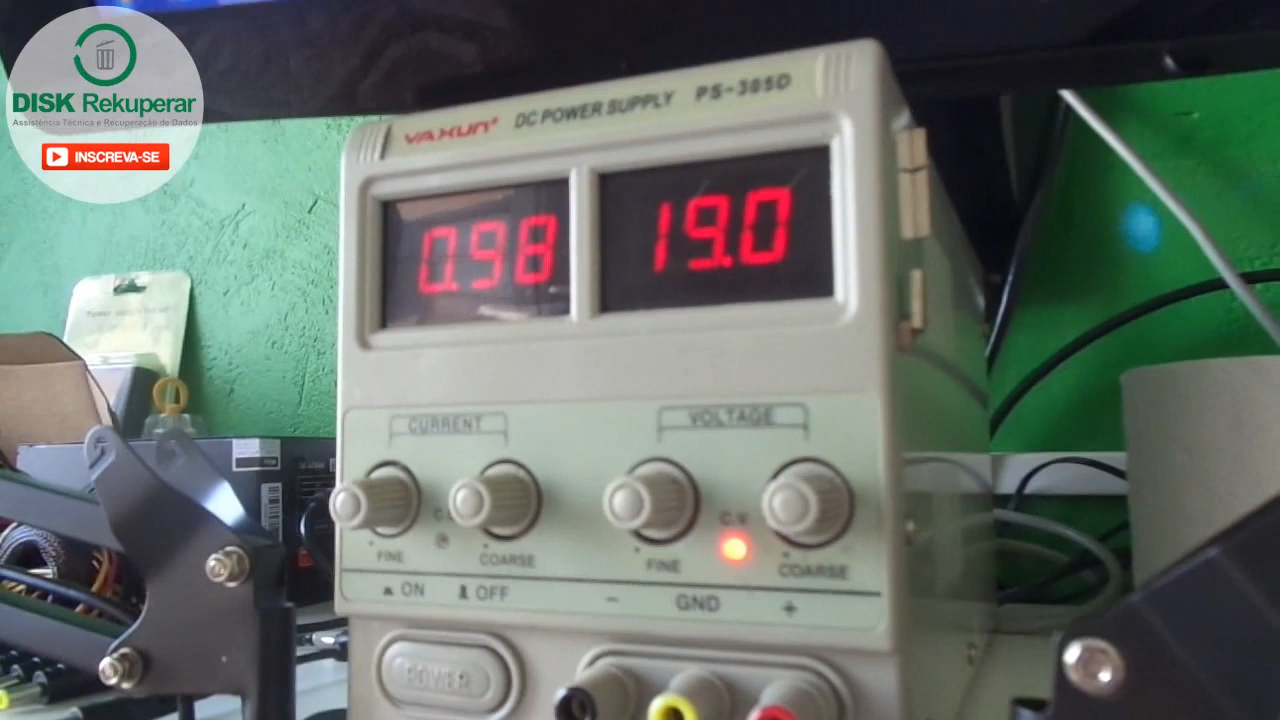 DISK Rekuperar
Assistência Técnica e Recuperação de Dados
INSCREVA-SE
YAXUN
DC POWER SUPPLY PS-305D
0.98
19.0
CURRENT
VOLTAGE
C.V
FINE
COARSE
FINE
COARSE
ON
OFF
- GND +
POWER